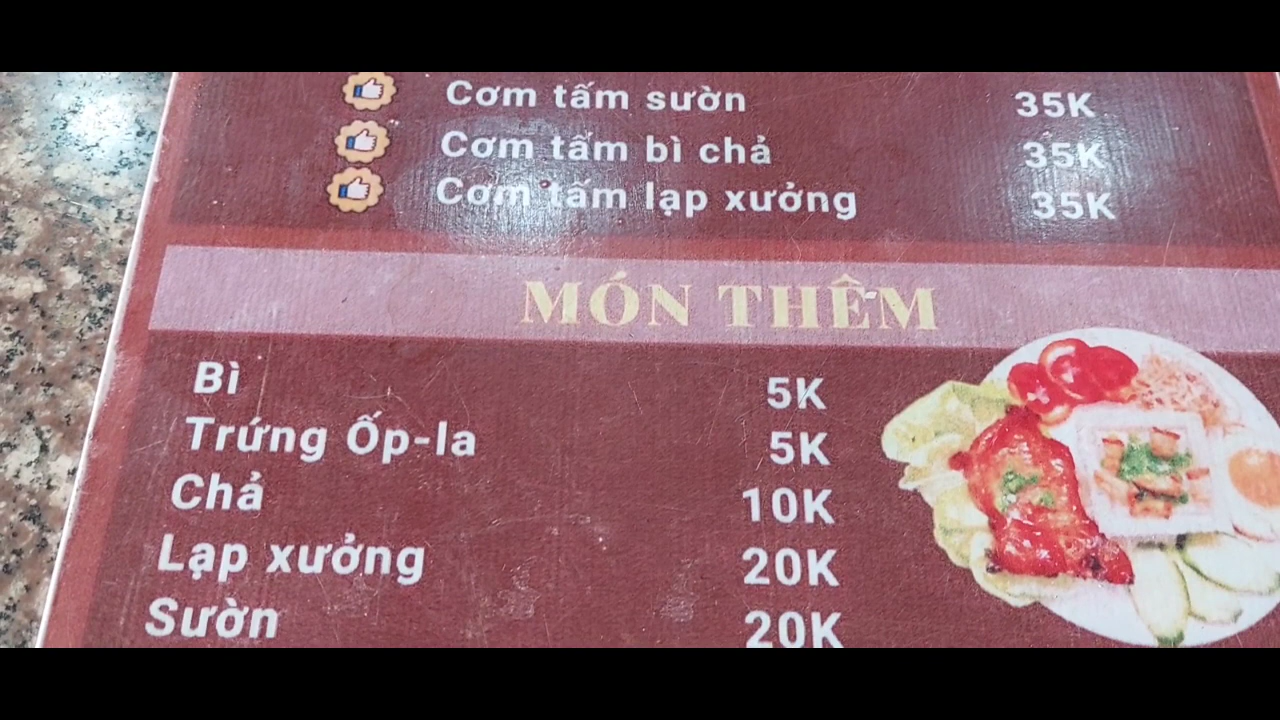 Cơm tấm sườn 35K
Cơm tấm bì chả 35K
Cơm tấm lạp xưởng 35K
MÓN THÊM
Bì 5K
Trứng Ốp-la 5K
Chả 10K
Lạp xưởng 20K
Sườn 20K